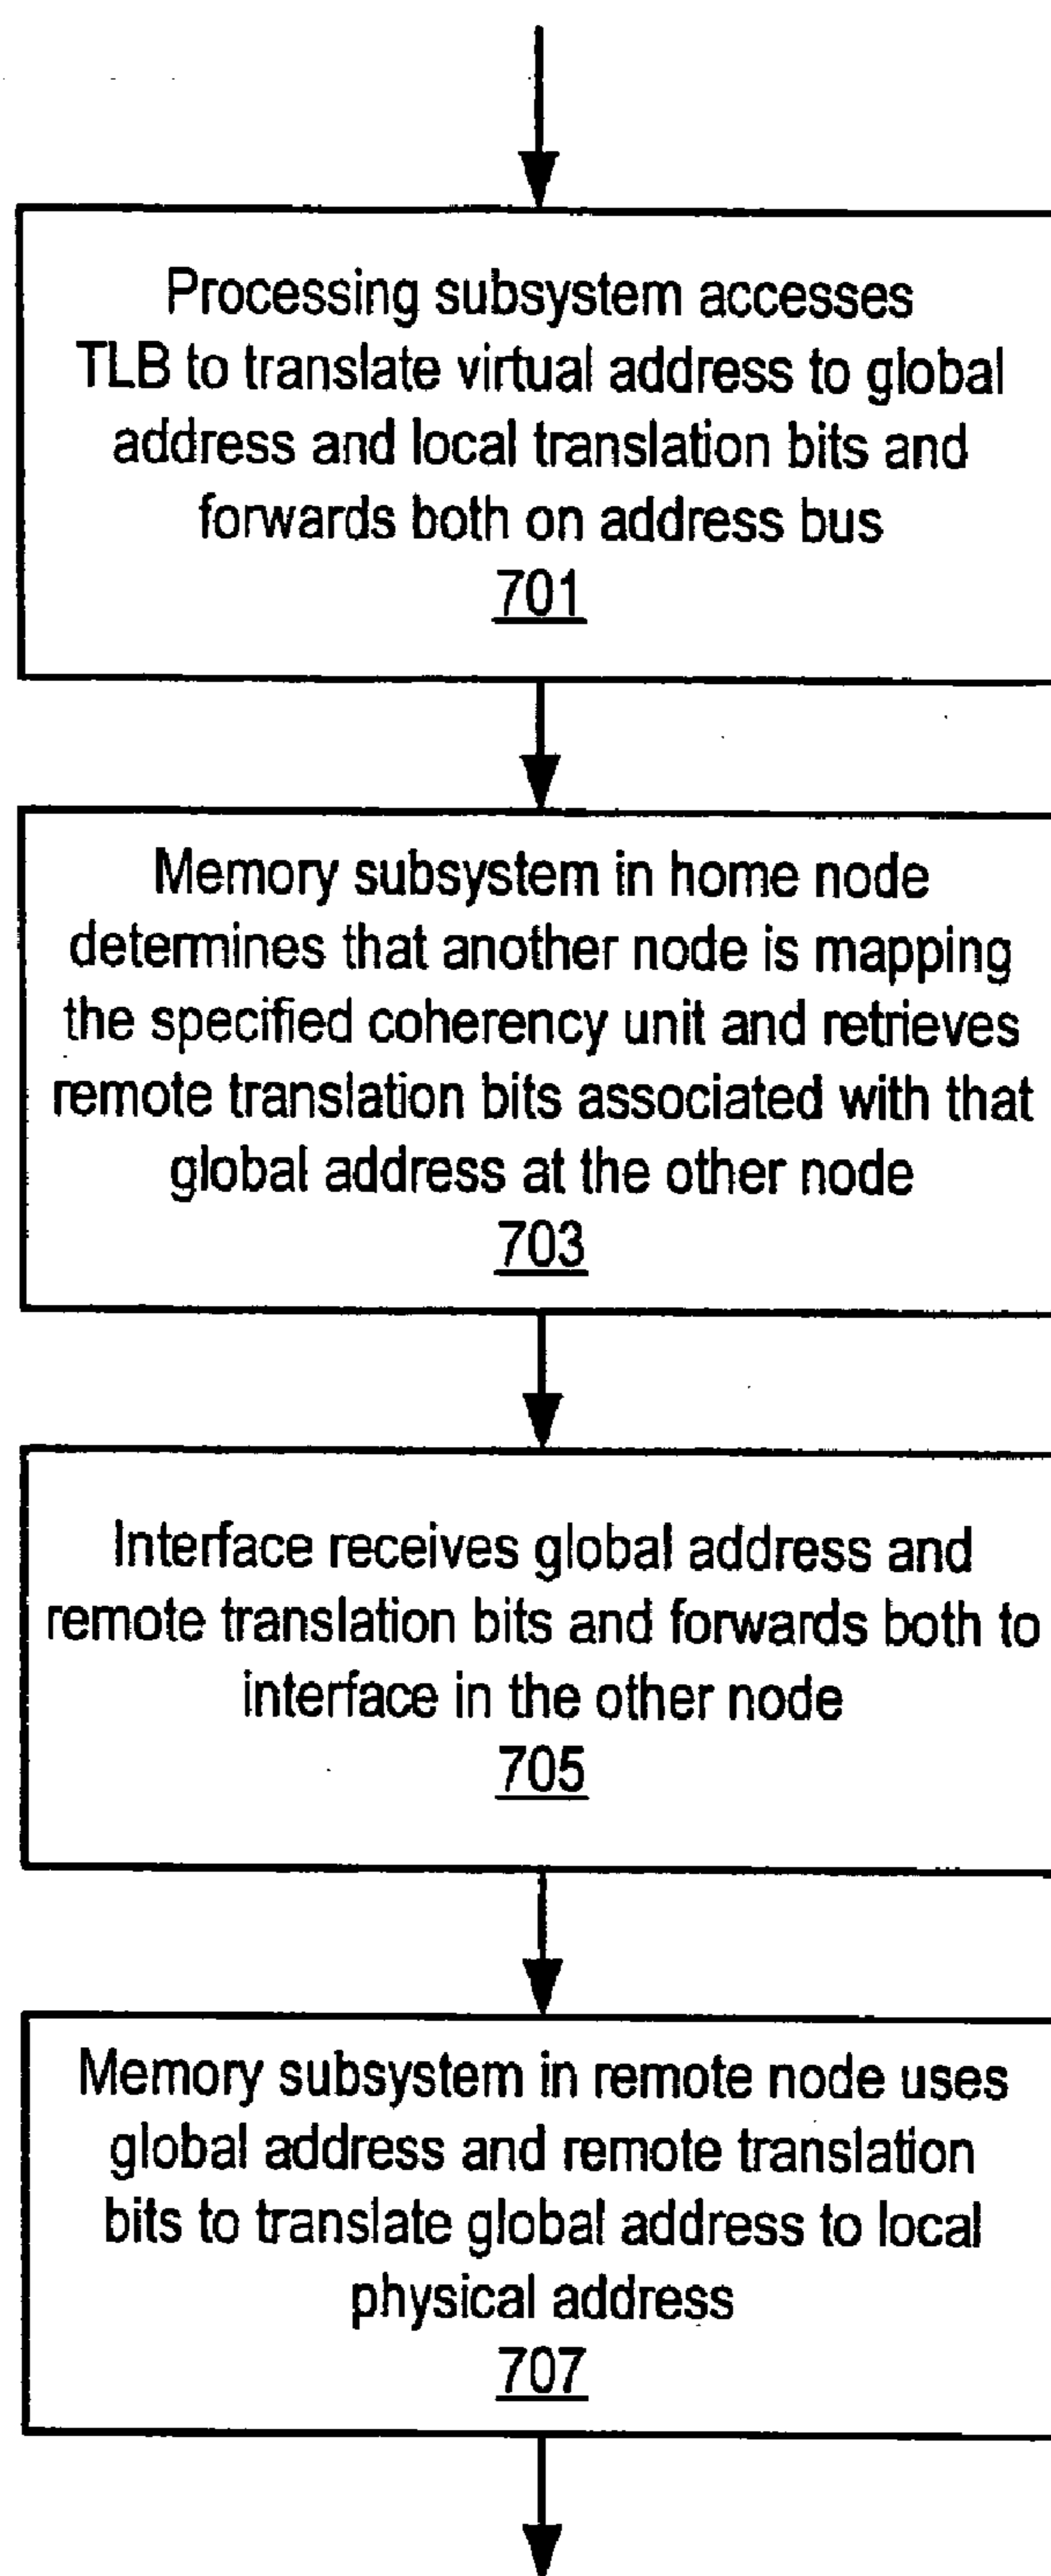 Processing subsystem accesses
TLB to translate virtual address to global
address and local translation bits and
forwards both on address bus
701
Memory subsystem in home node
determines that another node is mapping
the specified coherency unit and retrieves
remote translation bits associated with that
global address at the other node
703
Interface receives global address and
remote translation bits and forwards both to
interface in the other node
705
Memory subsystem in remote node uses
global address and remote translation
bits to translate global address to local
physical address
707